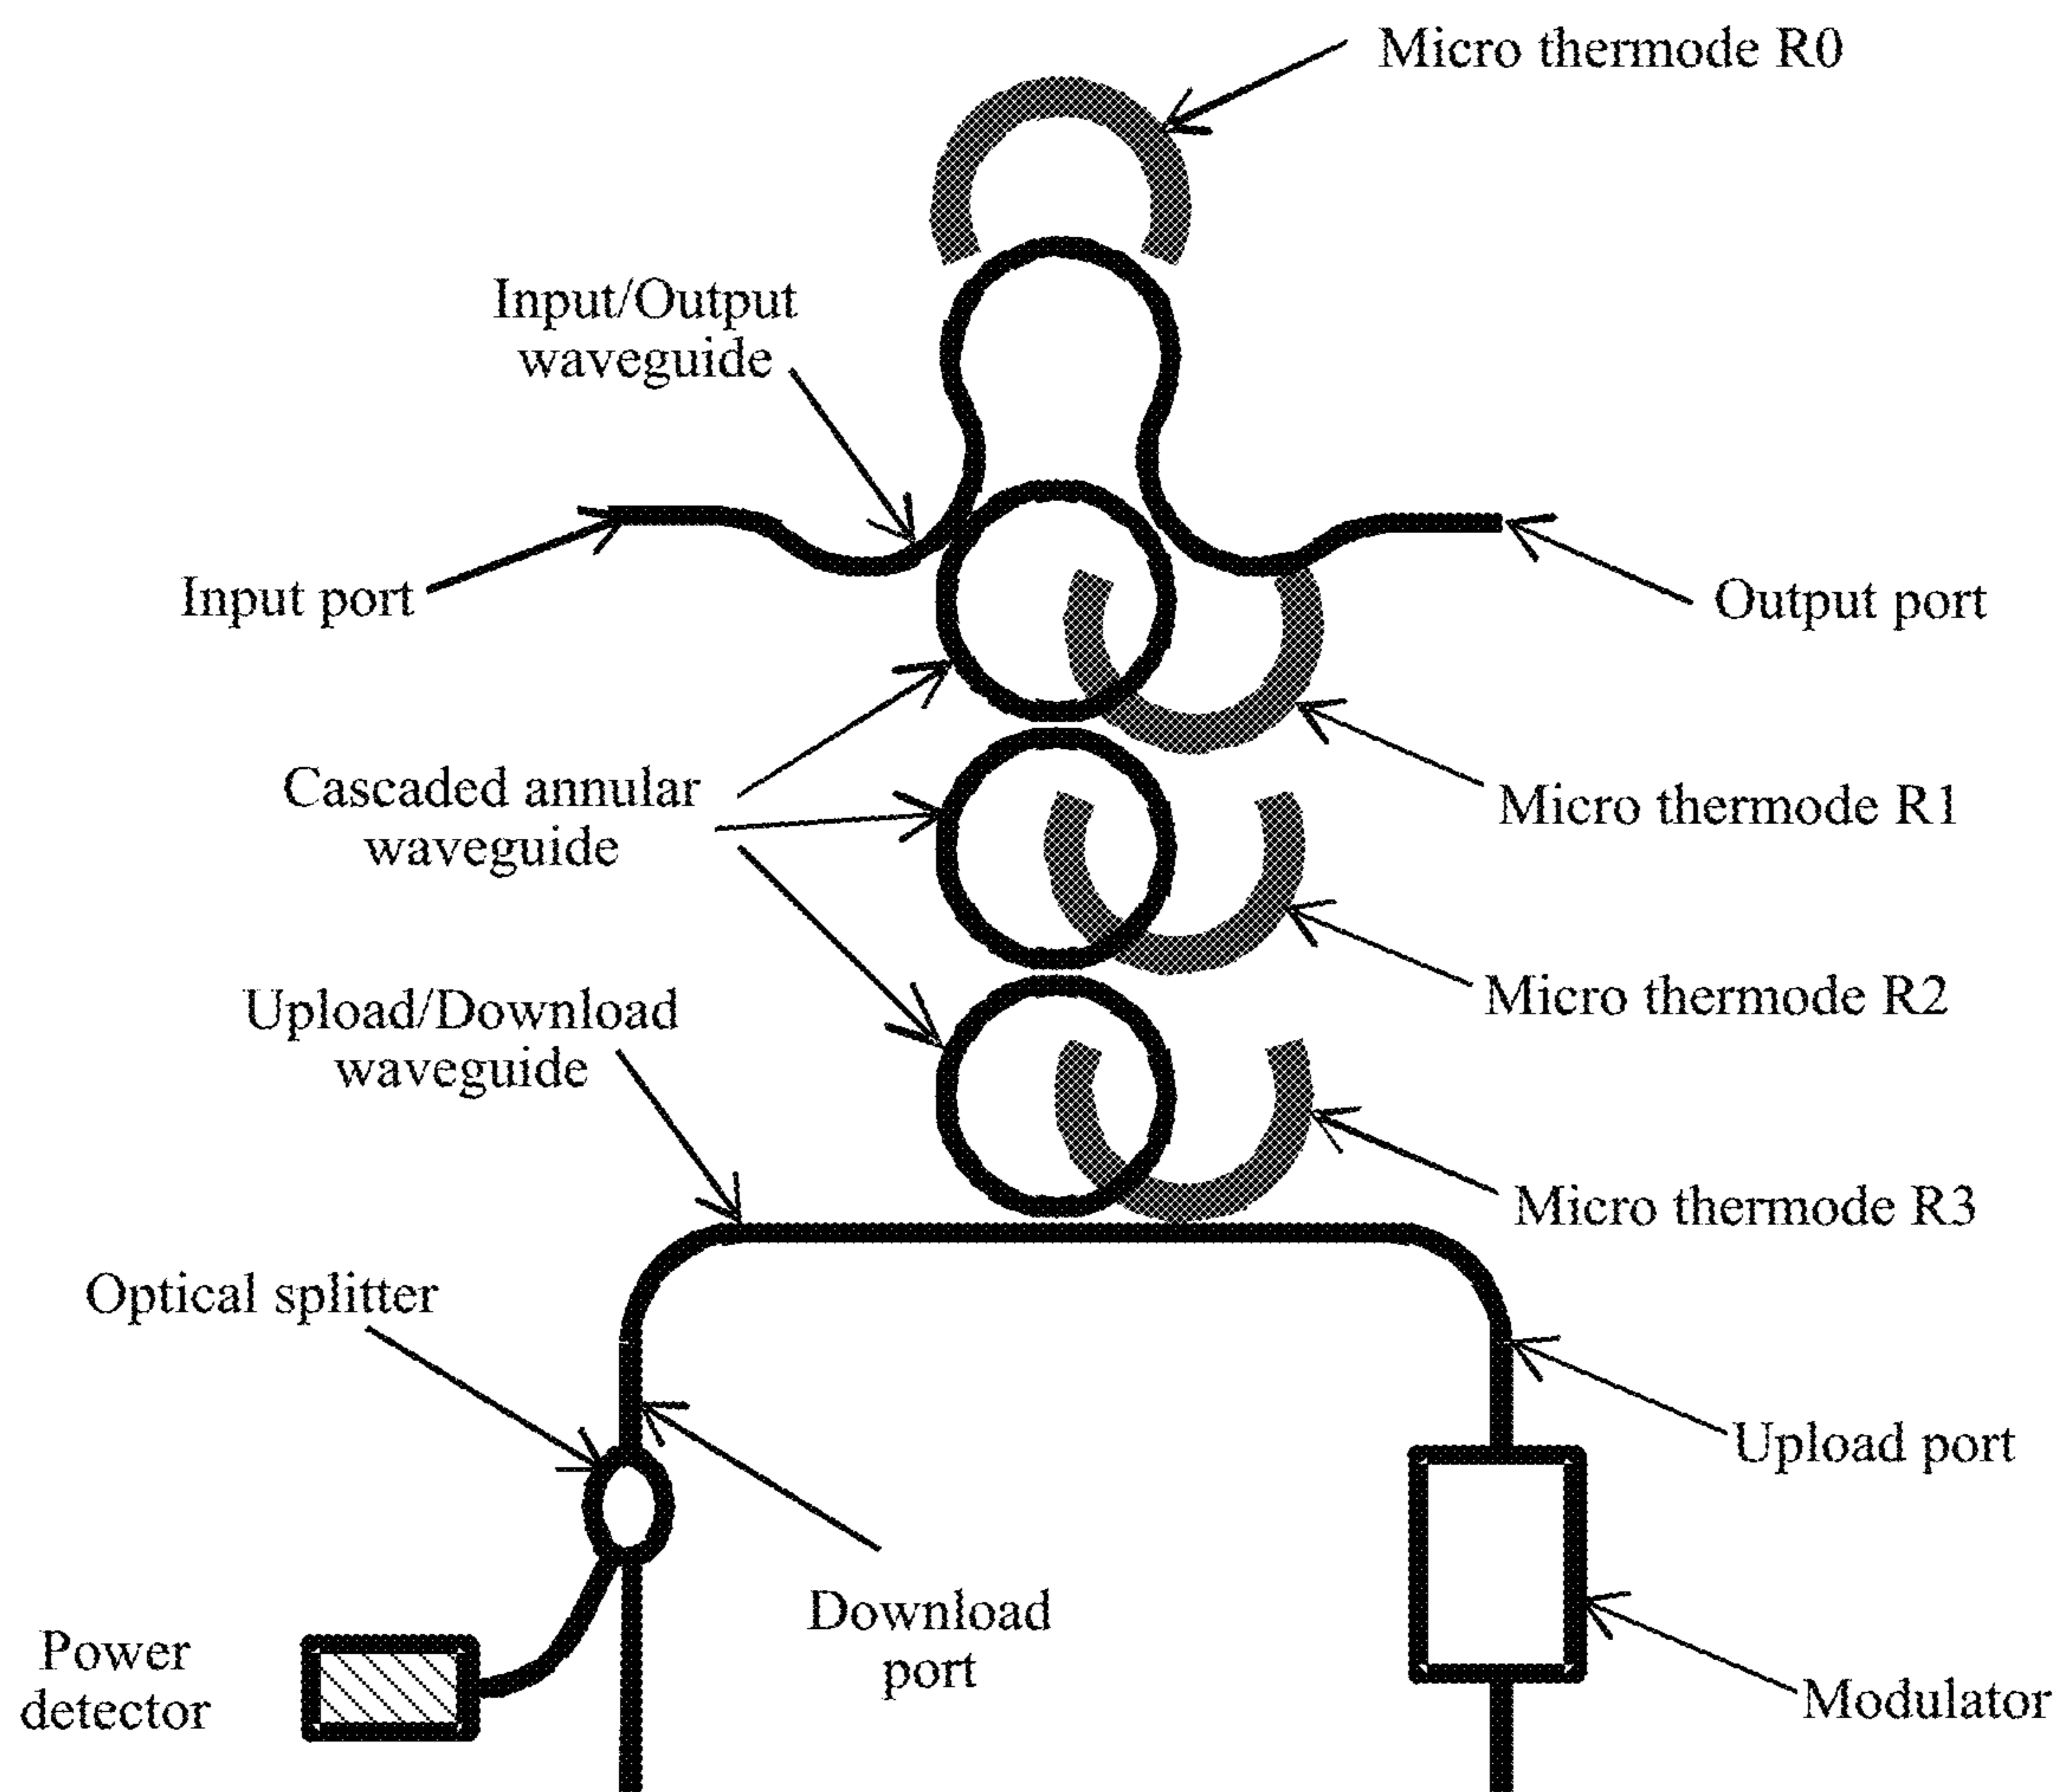 Micro thermode R0
Input/Output
waveguide
Input port
Output port
Cascaded annular
waveguide
Micro thermode R1
Micro thermode R2
Upload/Download
waveguide
Micro thermode R3
Optical splitter
Upload port
Download
port
Power
detector
Modulator